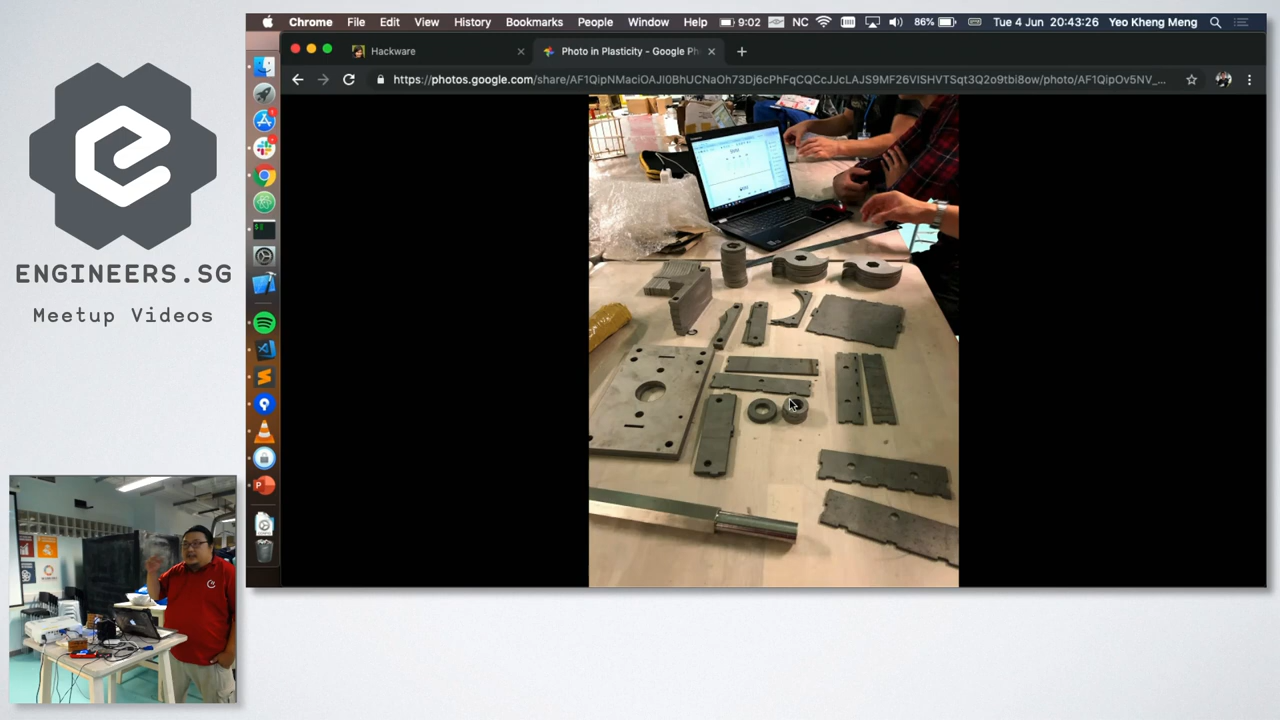 ENGINEERS.SG
Meetup Videos
Chrome File Edit View History Bookmarks People Window Help 9:02 NC 86% Tue 4 Jun 20:43:26 Yeo Kheng Meng
Hackware
Photo in Plasticity - Google Ph
https://photos.google.com/share/AF1QipNMaciOAJI0BhUCNaOh73Dj6cPhFqCQCcJJcLAJS9MF26VISHVTSqt3Q2o9tbi8ow/photo/AF1QipOv5NV_...